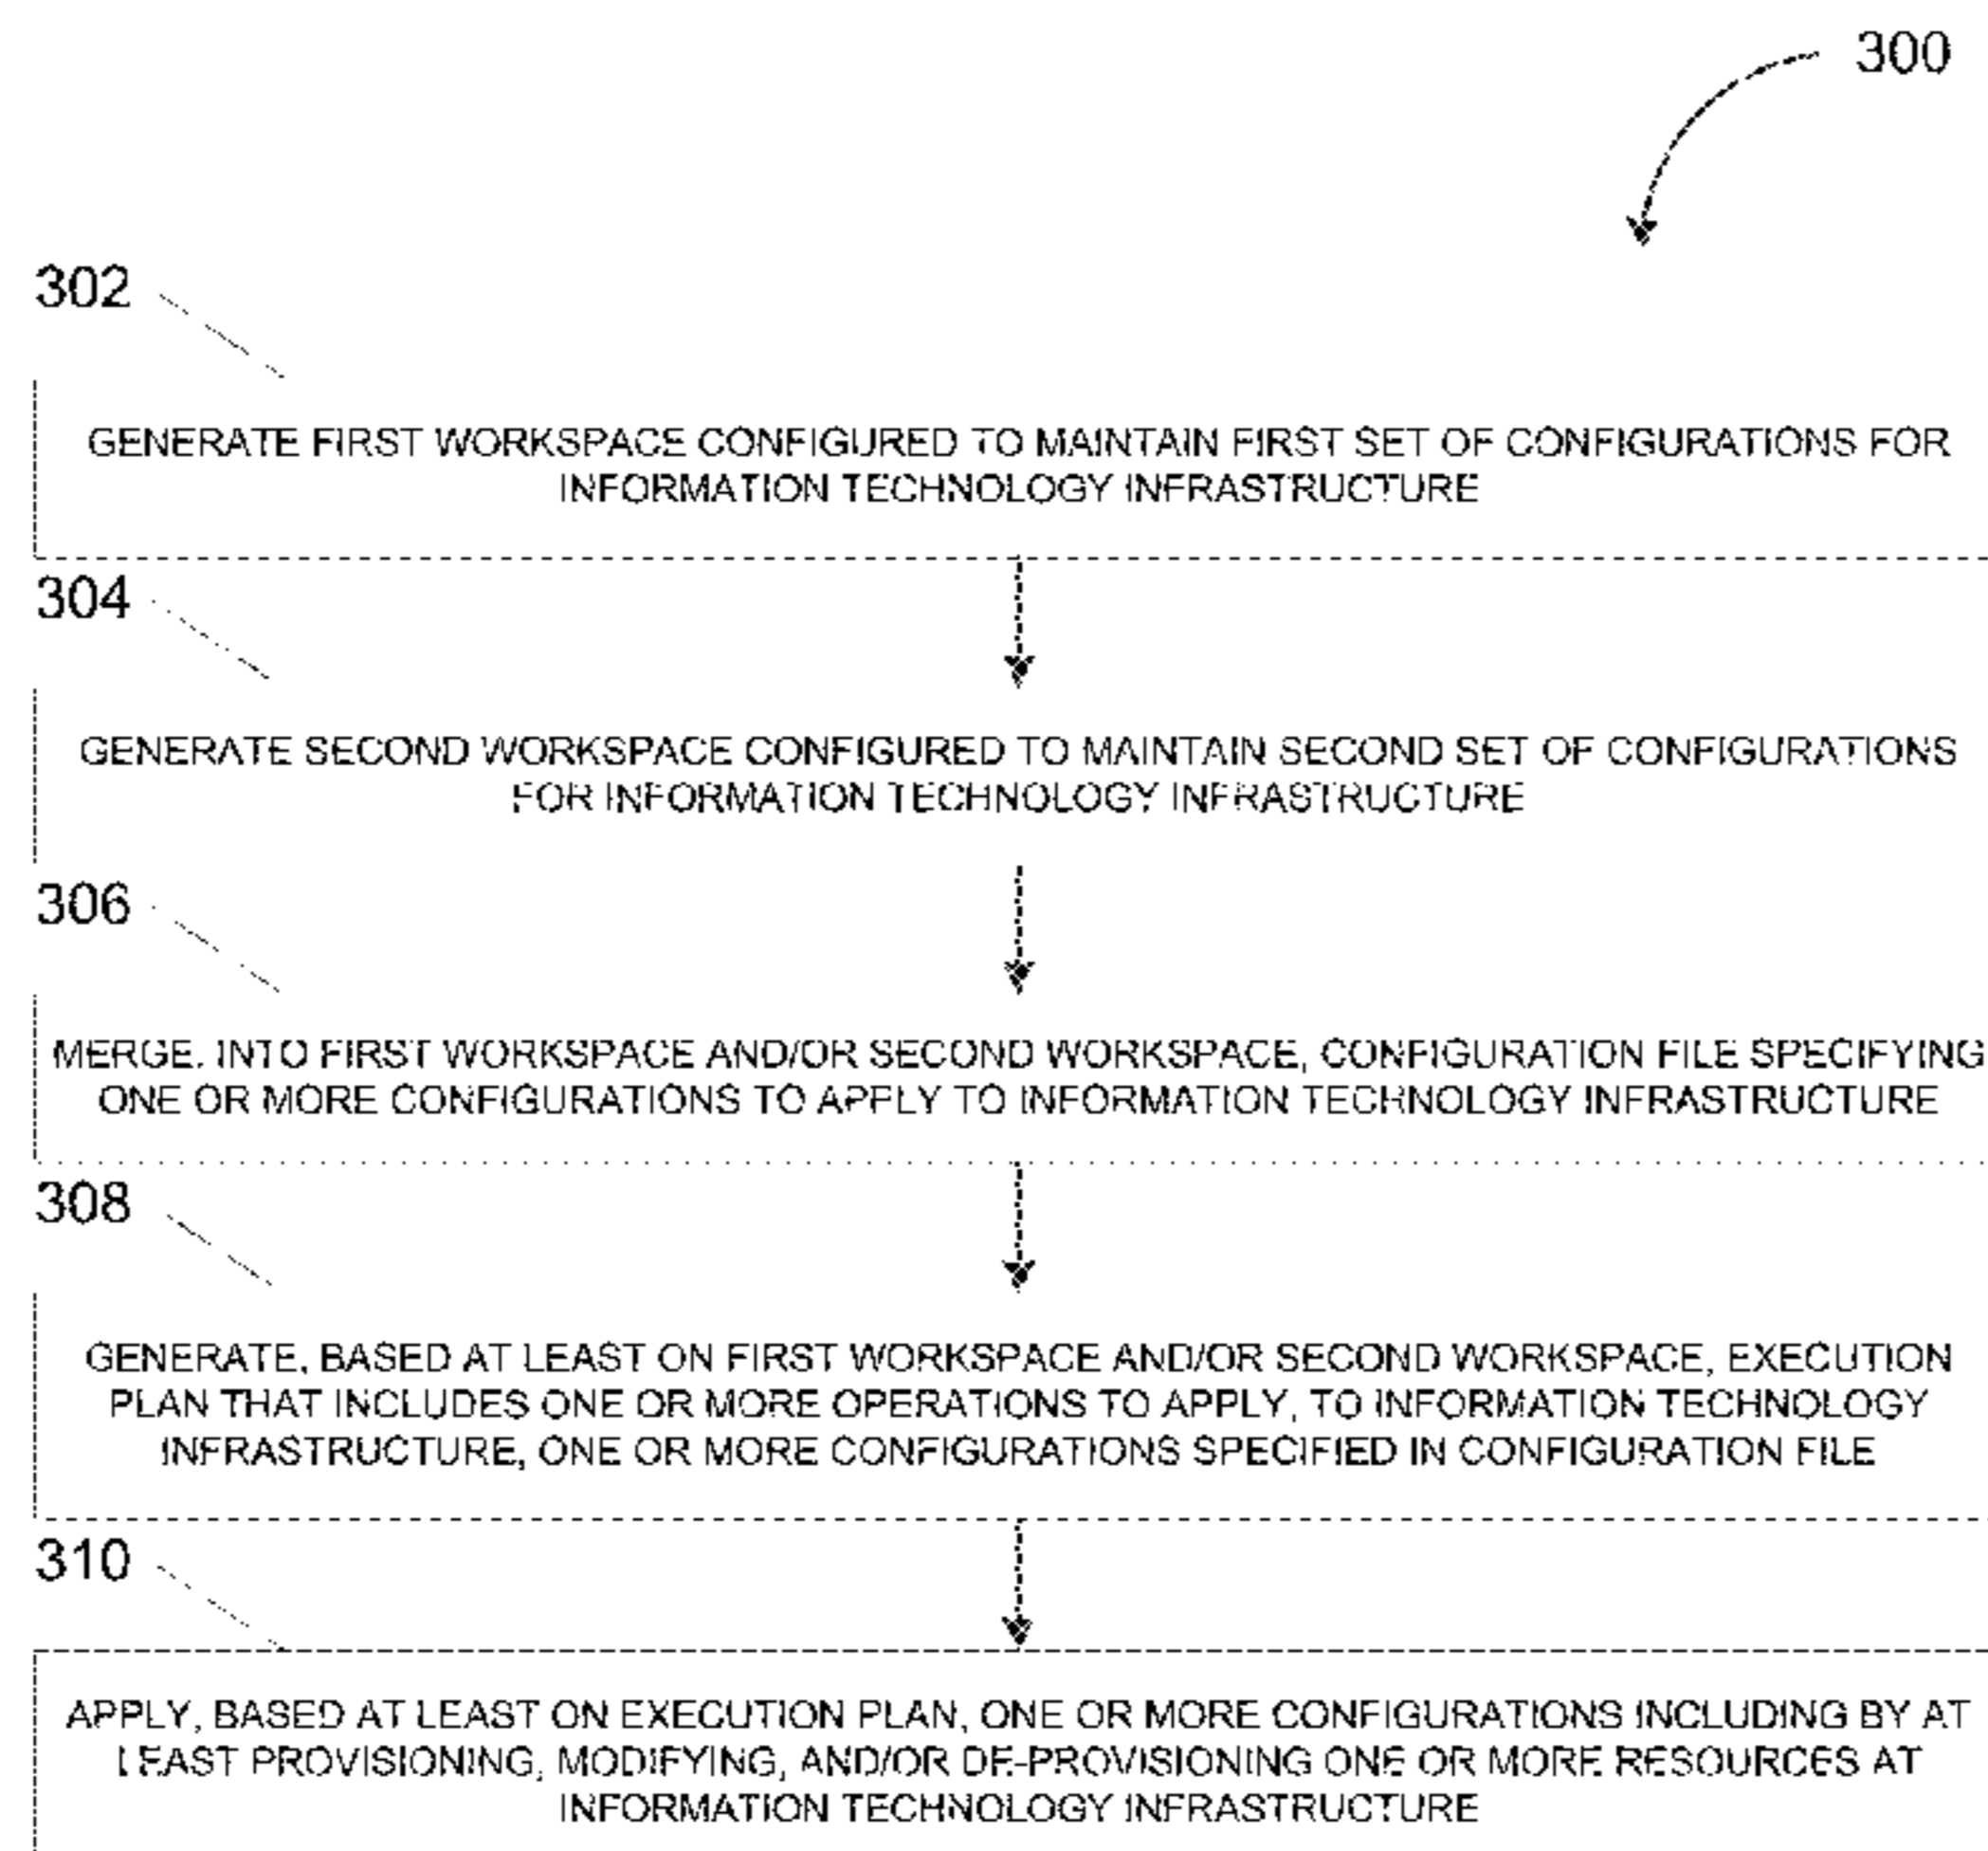 300
302
GENERATE FIRST WORKSPACE CONFIGURED TO MAINTAIN FIRST SET OF CONFIGURATIONS FOR
INFORMATION TECHNOLOGY INFRASTRUCTURE
304
GENERATE SECOND WORKSPACE CONFIGURED TO MAINTAIN SECOND SET OF CONFIGURATIONS
FOR INFORMATION TECHNOLOGY INFRASTRUCTURE
306
MERGE, INTO FIRST WORKSPACE AND/OR SECOND WORKSPACE, CONFIGURATION FILE SPECIFYING
ONE OR MORE CONFIGURATIONS TO APPLY TO INFORMATION TECHNOLOGY INFRASTRUCTURE
308
GENERATE, BASED AT LEAST ON FIRST WORKSPACE AND/OR SECOND WORKSPACE, EXECUTION
PLAN THAT INCLUDES ONE OR MORE OPERATIONS TO APPLY, TO INFORMATION TECHNOLOGY
INFRASTRUCTURE, ONE OR MORE CONFIGURATIONS SPECIFIED IN CONFIGURATION FILE
310
APPLY, BASED AT LEAST ON EXECUTION PLAN, ONE OR MORE CONFIGURATIONS INCLUDING BY AT
LEAST PROVISIONING, MODIFYING, AND/OR DE-PROVISIONING ONE OR MORE RESOURCES AT
INFORMATION TECHNOLOGY INFRASTRUCTURE